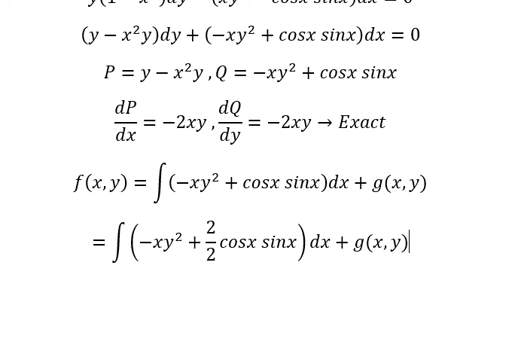 (y − x²y)dy + (−xy² + cosx sinx)dx = 0
P = y − x²y , Q = −xy² + cosx sinx
dP/dx = −2xy , dQ/dy = −2xy → Exact
f(x, y) = ∫(−xy² + cosx sinx)dx + g(x, y)
= ∫(−xy² + 2/2 cosx sinx) dx + g(x, y)